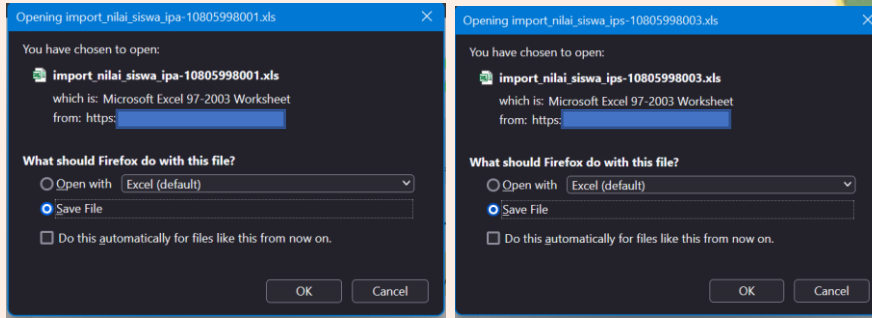 Opening import_nilai_siswa_ipa-10805998001.xls
You have chosen to open:
import_nilai_siswa_ipa-10805998001.xls
which is: Microsoft Excel 97-2003 Worksheet
from: https:
What should Firefox do with this file?
Open with Excel (default)
Save File
Do this automatically for files like this from now on.
OK Cancel
Opening import_nilai_siswa_ips-10805998003.xls
You have chosen to open:
import_nilai_siswa_ips-10805998003.xls
which is: Microsoft Excel 97-2003 Worksheet
from: https:
What should Firefox do with this file?
Open with Excel (default)
Save File
Do this automatically for files like this from now on.
OK Cancel